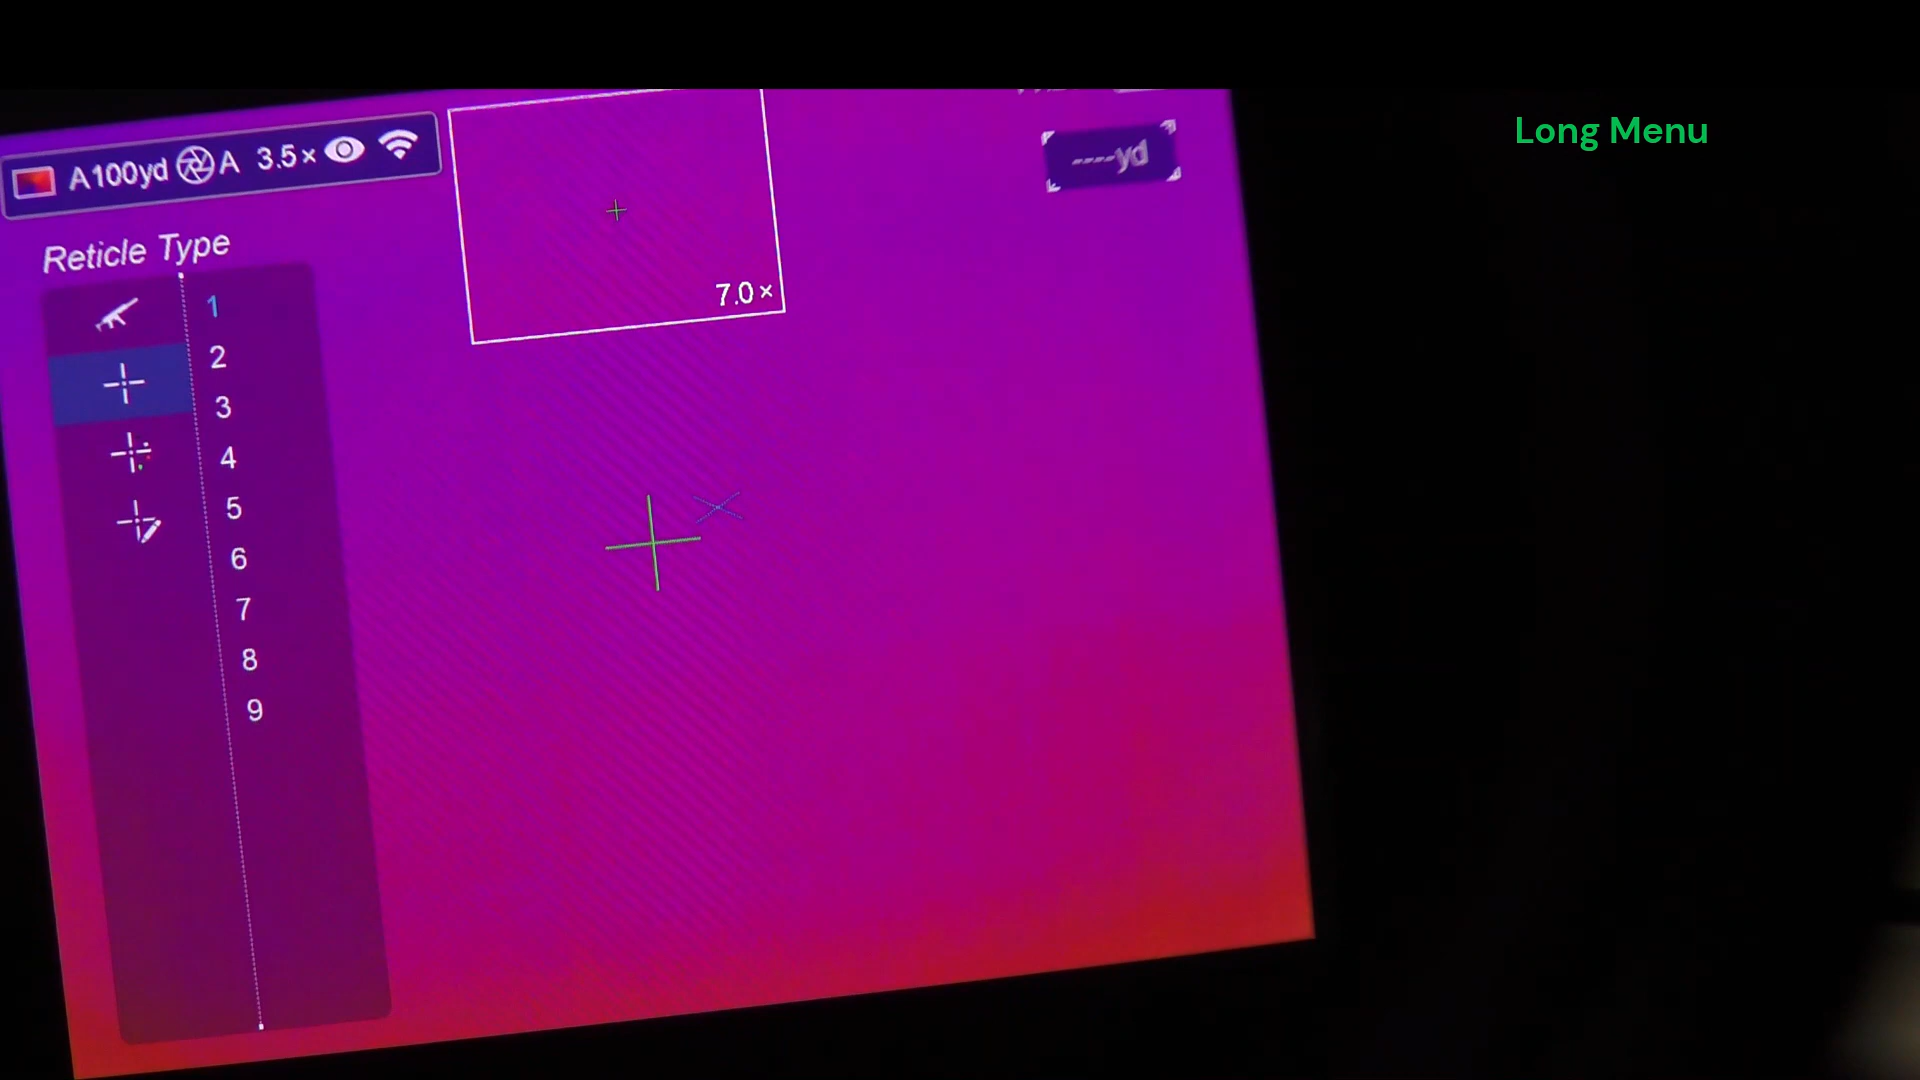 A100yd A 3.5×
----yd
Long Menu
Reticle Type
7.0×
1
2
3
4
5
6
7
8
9